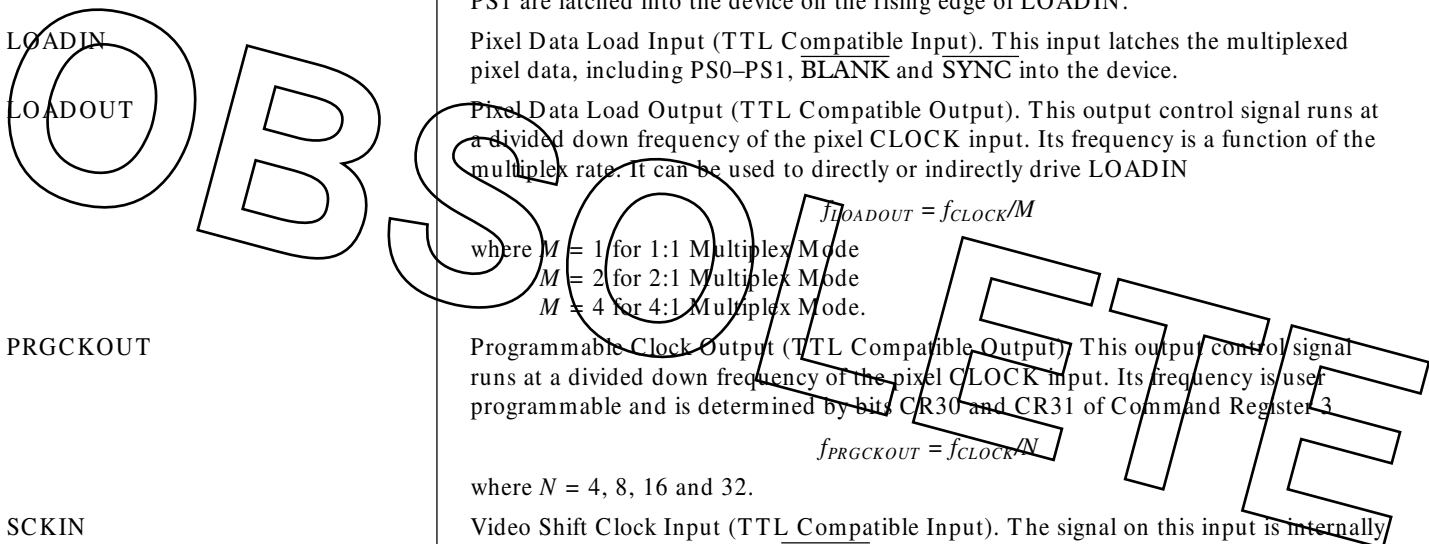 PS1 are latched into the device on the rising edge of LOADIN.
LOADIN Pixel Data Load Input (TTL Compatible Input). This input latches the multiplexed
pixel data, including PS0–PS1, BLANK and SYNC into the device.
LOADOUT Pixel Data Load Output (TTL Compatible Output). This output control signal runs at
a divided down frequency of the pixel CLOCK input. Its frequency is a function of the
multiplex rate. It can be used to directly or indirectly drive LOADIN
fLOADOUT = fCLOCK/M
where M = 1 for 1:1 Multiplex Mode
M = 2 for 2:1 Multiplex Mode
M = 4 for 4:1 Multiplex Mode.
PRGCKOUT Programmable Clock Output (TTL Compatible Output). This output control signal
runs at a divided down frequency of the pixel CLOCK input. Its frequency is user
programmable and is determined by bits CR30 and CR31 of Command Register 3
fPRGCKOUT = fCLOCK/N
where N = 4, 8, 16 and 32.
SCKIN Video Shift Clock Input (TTL Compatible Input). The signal on this input is internally
OBSOLETE